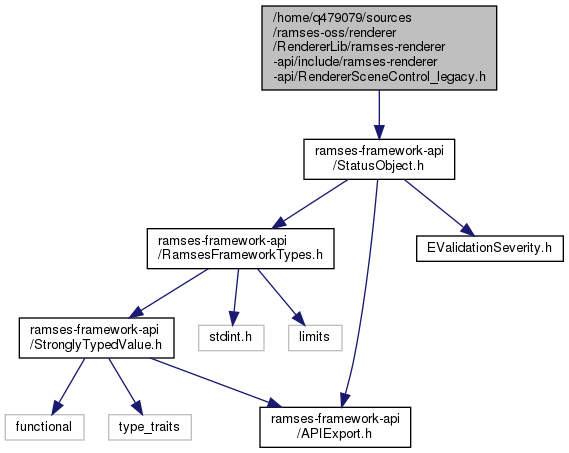 /home/q479079/sources
/ramses-oss/renderer
/RendererLib/ramses-renderer
-api/include/ramses-renderer
-api/RendererSceneControl_legacy.h
ramses-framework-api
/StatusObject.h
ramses-framework-api
/RamsesFrameworkTypes.h
EValidationSeverity.h
ramses-framework-api
/StronglyTypedValue.h
stdint.h
limits
functional
type_traits
ramses-framework-api
/APIExport.h